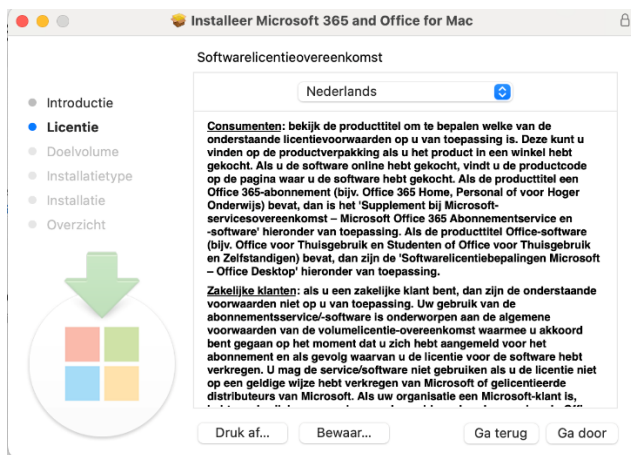 Installeer Microsoft 365 and Office for Mac
Softwarelicentieovereenkomst
Introductie
Licentie
Doelvolume
Installatietype
Installatie
Overzicht
Nederlands
Consumenten: bekijk de producttitel om te bepalen welke van de
onderstaande licentievoorwaarden op u van toepassing is. Deze kunt u
vinden op de productverpakking als u het product in een winkel hebt
gekocht. Als u de software online hebt gekocht, vindt u de productcode
op de pagina waar u de software hebt gekocht. Als de producttitel een
Office 365-abonnement (bijv. Office 365 Home, Personal of voor Hoger
Onderwijs) bevat, dan is het 'Supplement bij Microsoft-
servicesovereenkomst – Microsoft Office 365 Abonnementservice en
-software' hieronder van toepassing. Als de producttitel Office-software
(bijv. Office voor Thuisgebruik en Studenten of Office voor Thuisgebruik
en Zelfstandigen) bevat, dan zijn de 'Softwarelicentiebepalingen Microsoft
– Office Desktop' hieronder van toepassing.
Zakelijke klanten: als u een zakelijke klant bent, dan zijn de onderstaande
voorwaarden niet op u van toepassing. Uw gebruik van de
abonnementsservice/-software is onderworpen aan de algemene
voorwaarden van de volumelicentie-overeenkomst waarmee u akkoord
bent gegaan op het moment dat u zich hebt aangemeld voor het
abonnement en als gevolg waarvan u de licentie voor de software hebt
verkregen. U mag de service/software niet gebruiken als u de licentie niet
op een geldige wijze hebt verkregen van Microsoft of gelicentieerde
distributeurs van Microsoft. Als uw organisatie een Microsoft-klant is,
Druk af...
Bewaar...
Ga terug
Ga door